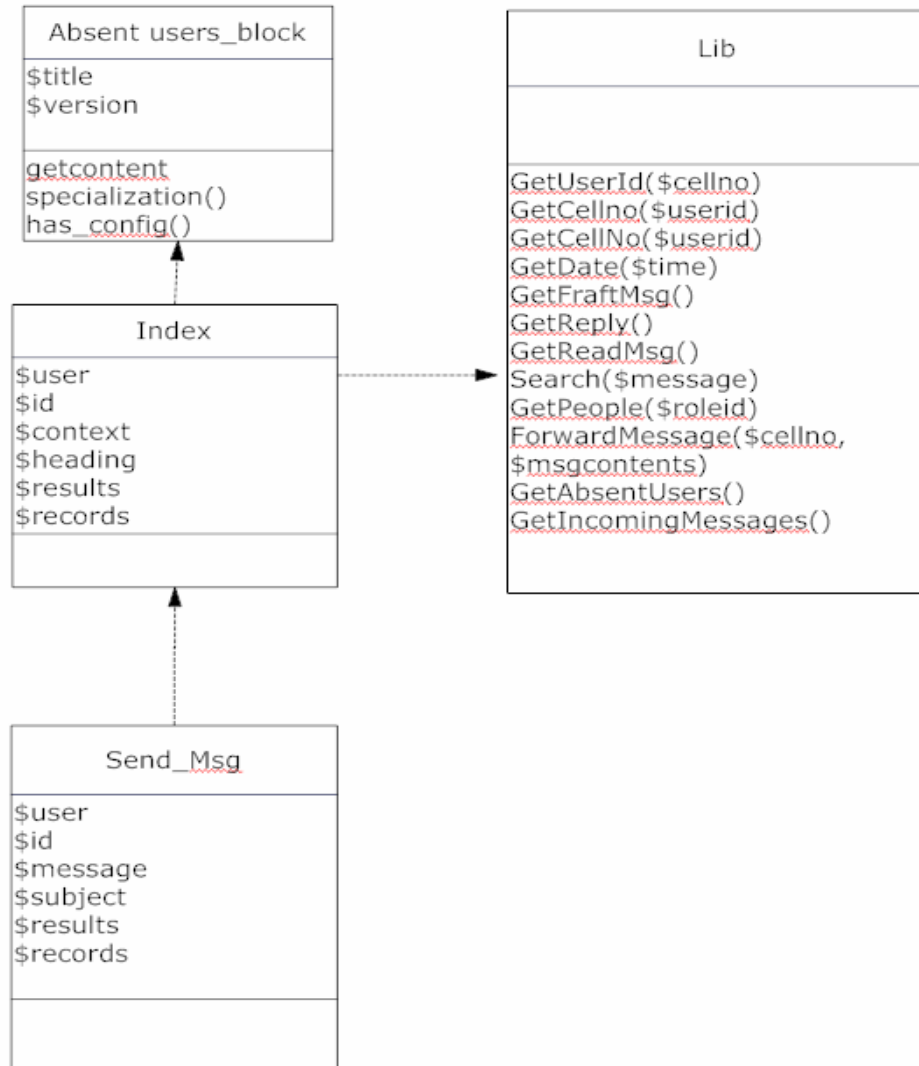 Absent users_block
$title
$version
getcontent
specialization()
has_config()
Index
$user
$id
$context
$heading
$results
$records
Send_Msg
$user
$id
$message
$subject
$results
$records
Lib
GetUserId($cellno)
GetCellno($userid)
GetCellNo($userid)
GetDate($time)
GetFraftMsg()
GetReply()
GetReadMsg()
Search($message)
GetPeople($roleid)
ForwardMessage($cellno,
$msgcontents)
GetAbsentUsers()
GetIncomingMessages()